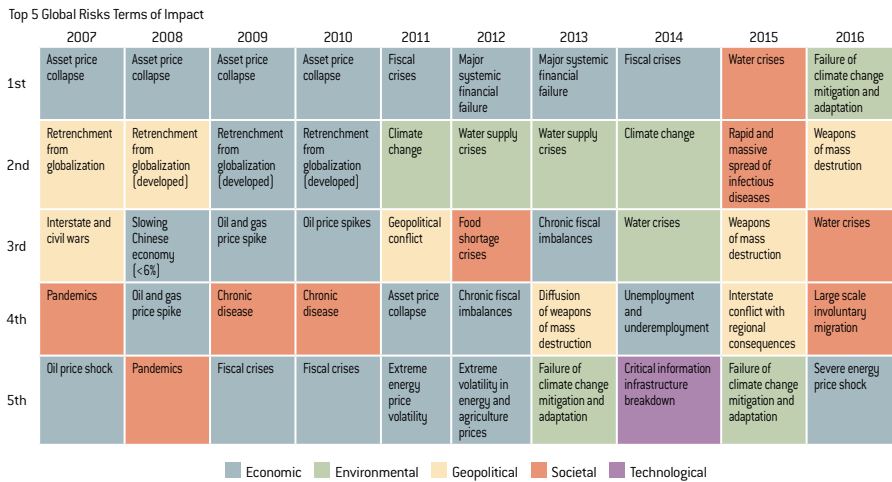 Top 5 Global Risks Terms of Impact
2007 2008 2009 2010 2011 2012 2013 2014 2015 2016
1st
Asset price
collapse
Asset price
collapse
Asset price
collapse
Asset price
collapse
Fiscal
crises
Major
systemic
financial
failure
Major systemic
financial
failure
Fiscal crises
Water crises
Failure of
climate change
mitigation and
adaptation
2nd
Retrenchment
from
globalization
Retrenchment
from
globalization
(developed)
Retrenchment
from
globalization
(developed)
Retrenchment
from
globalization
(developed)
Climate
change
Water supply
crises
Water supply
crises
Climate change
Rapid and
massive
spread of
infectious
diseases
Weapons
of mass
destrution
3rd
Interstate and
civil wars
Slowing
Chinese
economy
(<6%)
Oil and gas
price spike
Oil price spikes
Geopolitical
conflict
Food
shortage
crises
Chronic fiscal
imbalances
Water crises
Weapons
of mass
destruction
Water crises
4th
Pandemics
Oil and gas
price spike
Chronic
disease
Chronic
disease
Asset price
collapse
Chronic fiscal
imbalances
Diffusion
of weapons
of mass
destruction
Unemployment
and
underemployment
Interstate
conflict with
regional
consequences
Large scale
involuntary
migration
5th
Oil price shock
Pandemics
Fiscal crises
Fiscal crises
Extreme
energy
price
volatility
Extreme
volatility in
energy and
agriculture
prices
Failure of
climate change
mitigation and
adaptation
Critical information
infrastructure
breakdown
Failure of
climate change
mitigation and
adaptation
Severe energy
price shock
Economic Environmental Geopolitical Societal Technological